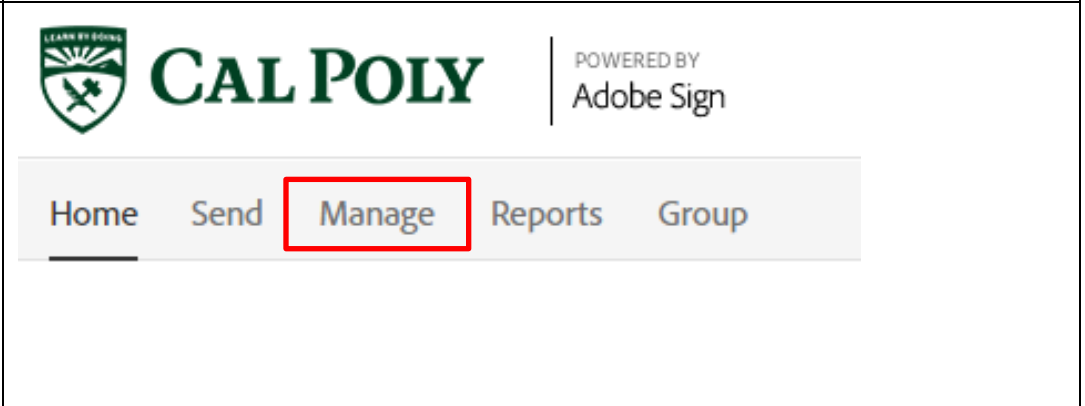 LEARN BY DOING
CAL POLY
POWERED BY
Adobe Sign
Home Send Manage Reports Group